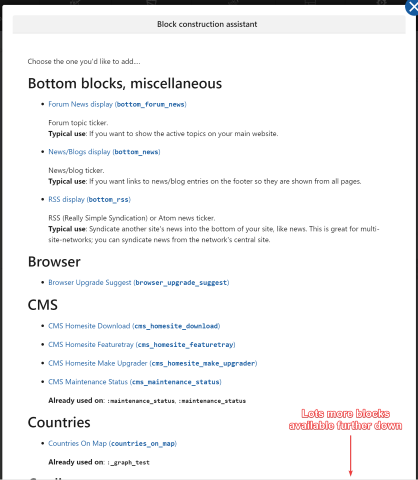 Block construction assistant
Choose the one you'd like to add....
Bottom blocks, miscellaneous
Forum News display (bottom_forum_news)
Forum topic ticker.
Typical use: If you want to show the active topics on your main website.
News/Blogs display (bottom_news)
News/blog ticker.
Typical use: If you want links to news/blog entries on the footer so they are shown from all pages.
RSS display (bottom_rss)
RSS (Really Simple Syndication) or Atom news ticker.
Typical use: Syndicate another site's news into the bottom of your site, like news. This is great for multi-
site-networks; you can syndicate news from the network's central site.
Browser
Browser Upgrade Suggest (browser_upgrade_suggest)
CMS
CMS Homesite Download (cms_homesite_download)
CMS Homesite Featuretray (cms_homesite_featuretray)
CMS Homesite Make Upgrader (cms_homesite_make_upgrader)
CMS Maintenance Status (cms_maintenance_status)
Already used on: :maintenance_status, :maintenance_status
Countries
Lots more blocks
available further down
Countries On Map (countries_on_map)
Already used on: :_graph_test